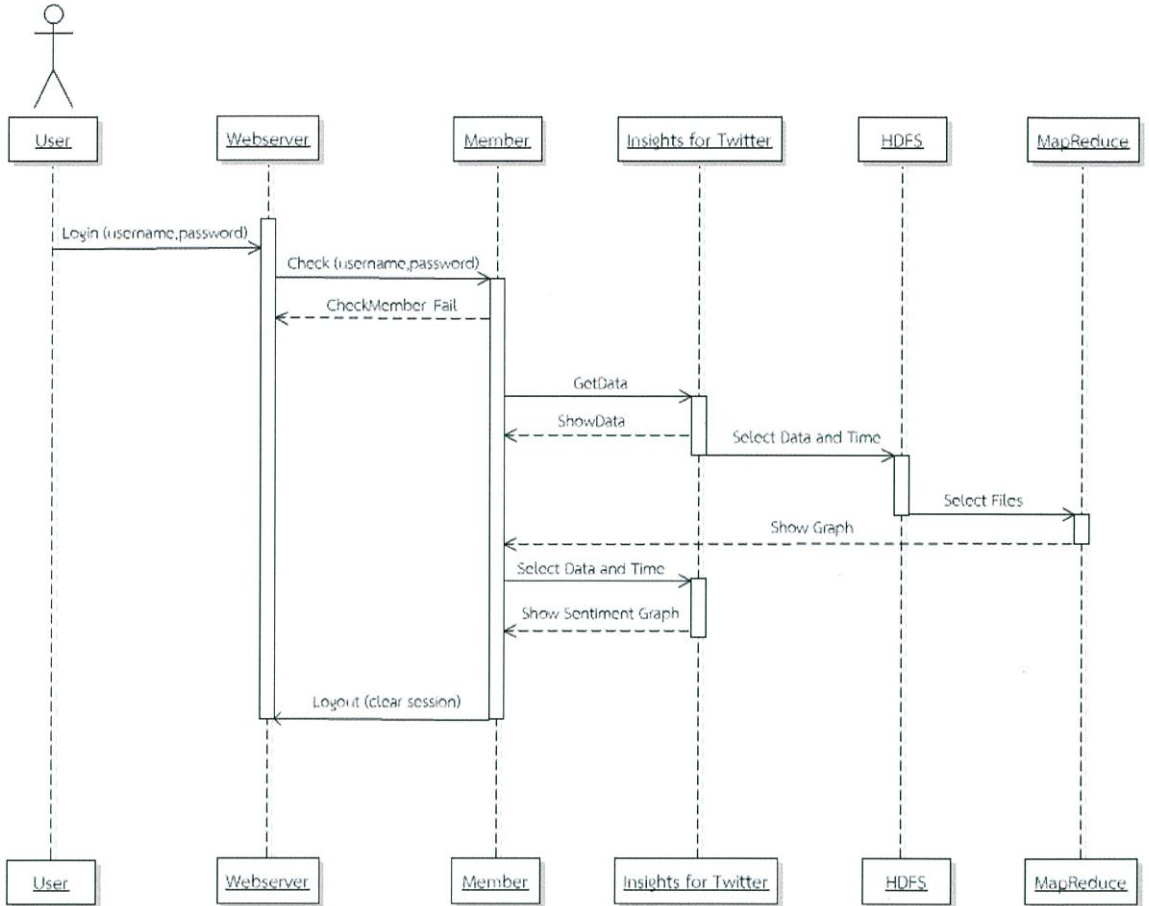 User
Webserver
Member
Insights for Twitter
HDFS
MapReduce
Login (username,password)
Check (username,password)
CheckMember Fail
GetData
ShowData
Select Data and Time
Select Files
Show Graph
Select Data and Time
Show Sentiment Graph
Logout (clear session)
User
Webserver
Member
Insights for Twitter
HDFS
MapReduce